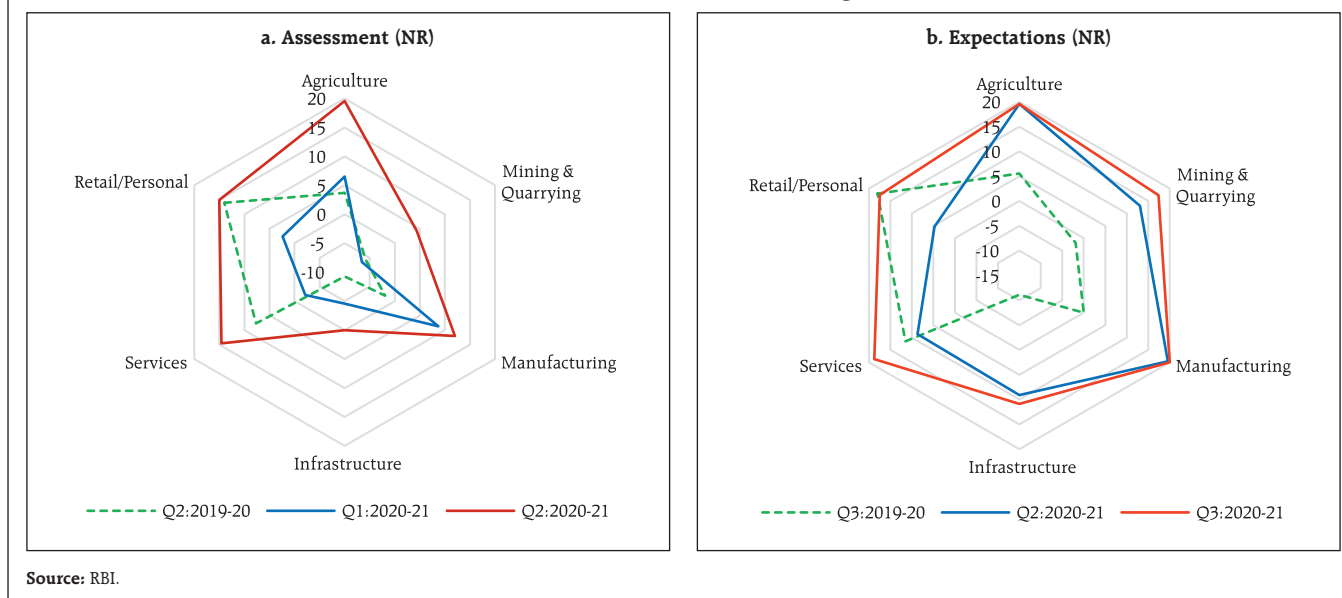 a. Assessment (NR)
Agriculture
20
15
10
5
0
-5
-10
Mining &
Quarrying
Manufacturing
Infrastructure
Services
Retail/Personal
Q2:2019-20 Q1:2020-21 Q2:2020-21
b. Expectations (NR)
Agriculture
20
15
10
5
0
-5
-10
-15
Mining &
Quarrying
Manufacturing
Infrastructure
Services
Retail/Personal
Q3:2019-20 Q2:2020-21 Q3:2020-21
Source: RBI.